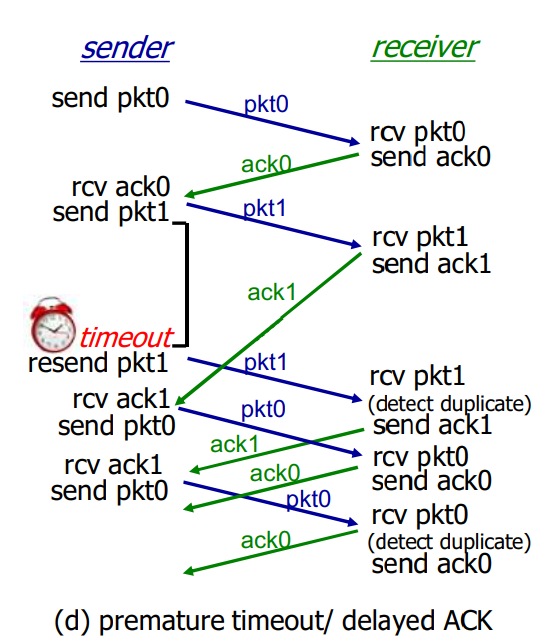 sender receiver
send pkt0
pkt0
rcv pkt0
send ack0
ack0
rcv ack0
send pkt1
pkt1
rcv pkt1
send ack1
ack1
timeout
resend pkt1
pkt1
rcv pkt1
(detect duplicate)
send ack1
rcv ack1
send pkt0
pkt0
ack1
rcv pkt0
send ack0
rcv ack1
send pkt0
ack0
pkt0
rcv pkt0
(detect duplicate)
send ack0
ack0
(d) premature timeout/ delayed ACK